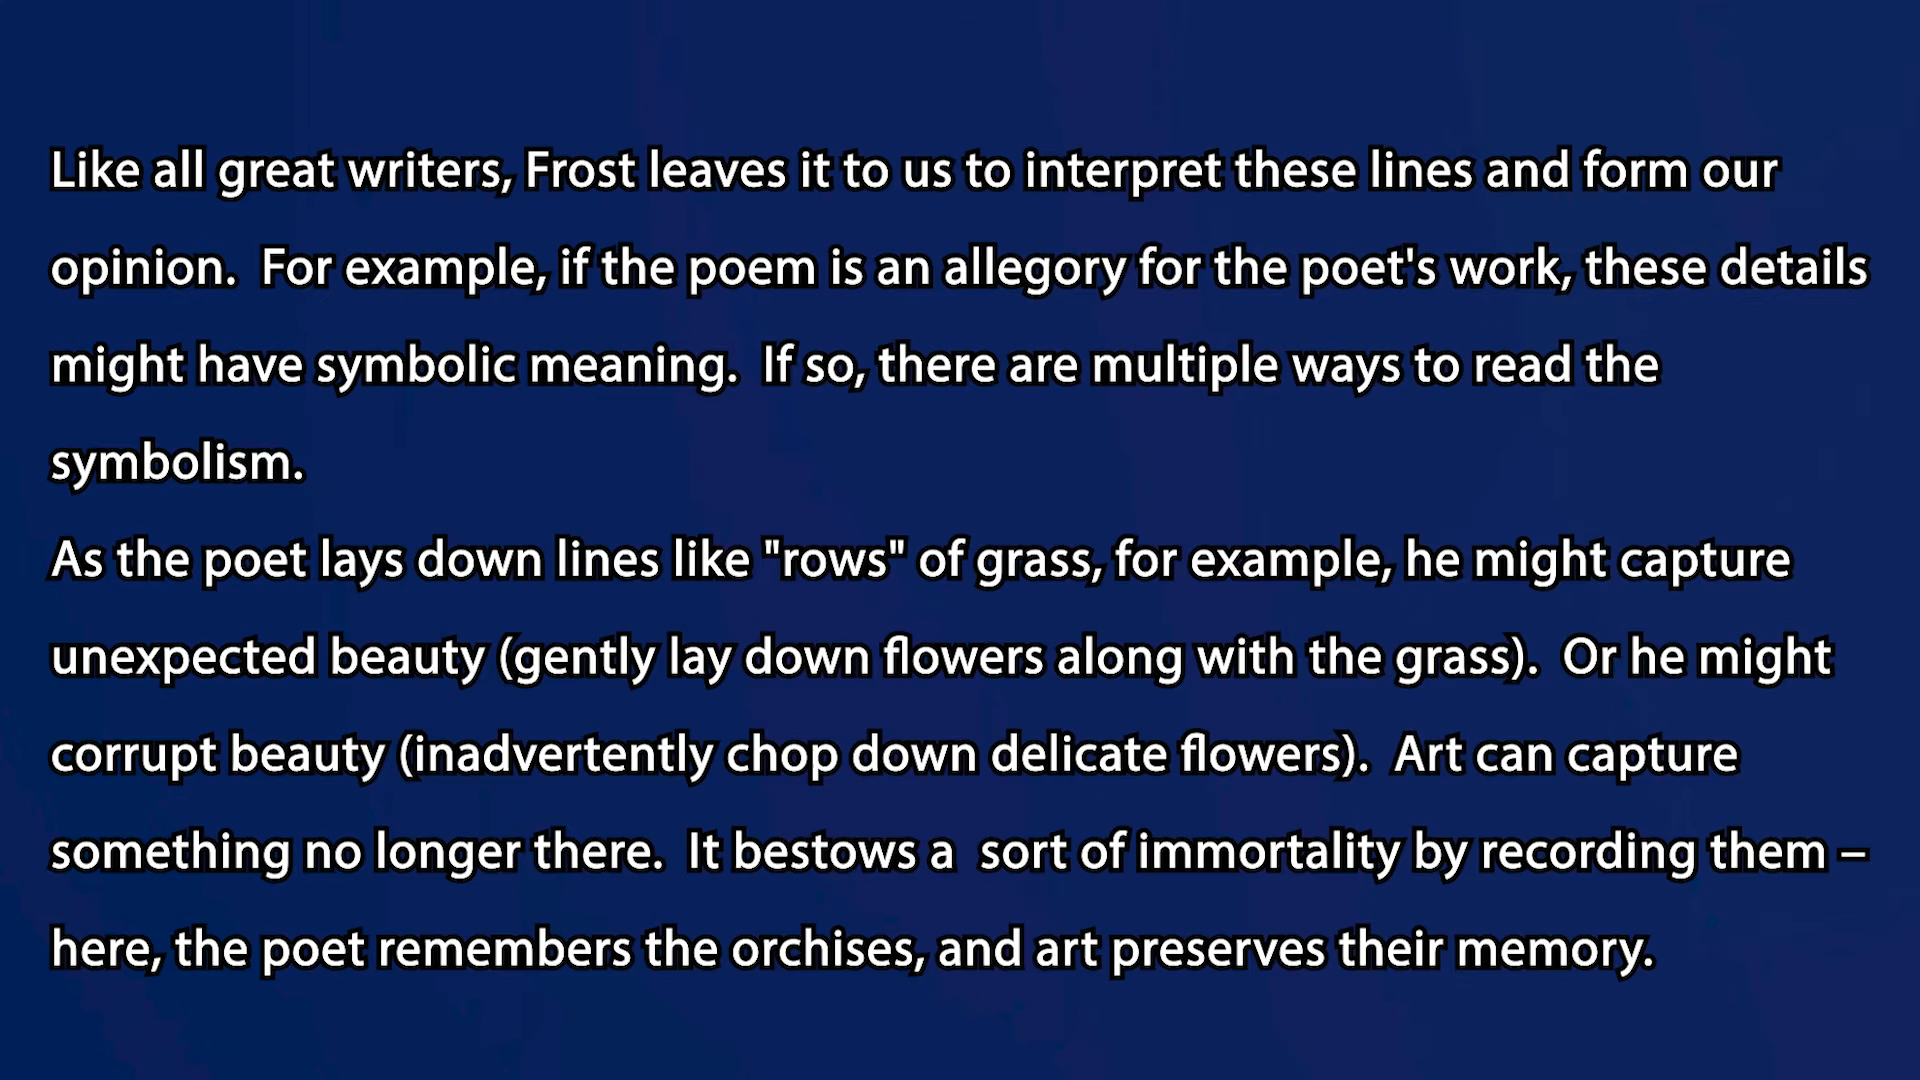 Like all great writers, Frost leaves it to us to interpret these lines and form our
opinion.  For example, if the poem is an allegory for the poet's work, these details
might have symbolic meaning.  If so, there are multiple ways to read the
symbolism.
As the poet lays down lines like "rows" of grass, for example, he might capture
unexpected beauty (gently lay down flowers along with the grass).  Or he might
corrupt beauty (inadvertently chop down delicate flowers).  Art can capture
something no longer there.  It bestows a  sort of immortality by recording them –
here, the poet remembers the orchises, and art preserves their memory.